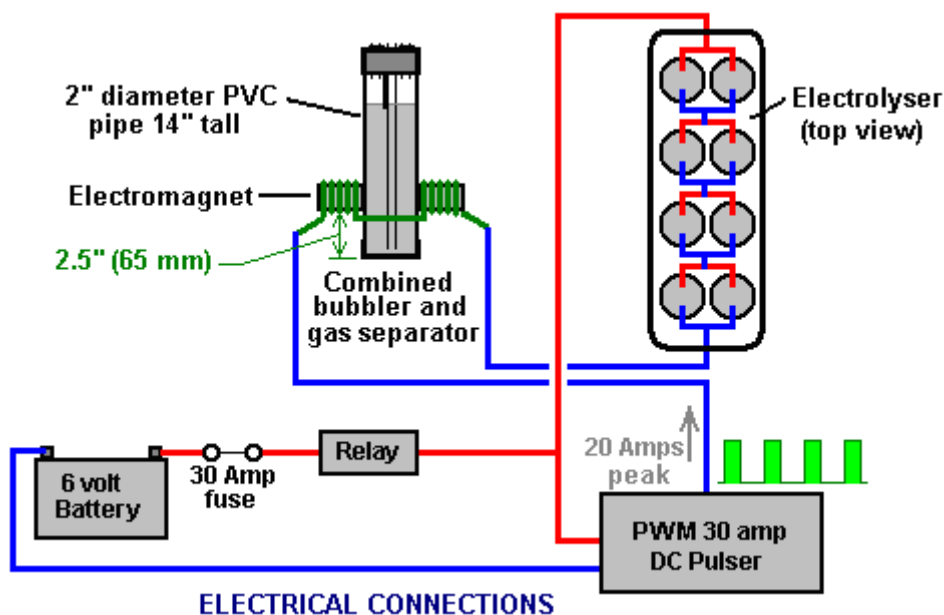 2" diameter PVC
pipe 14" tall
Electromagnet
2.5" (65 mm)
Combined
bubbler and
gas separator
Electrolyser
(top view)
6 volt
Battery
30 Amp
fuse
Relay
20 Amps
peak
PWM 30 amp
DC Pulser
ELECTRICAL CONNECTIONS